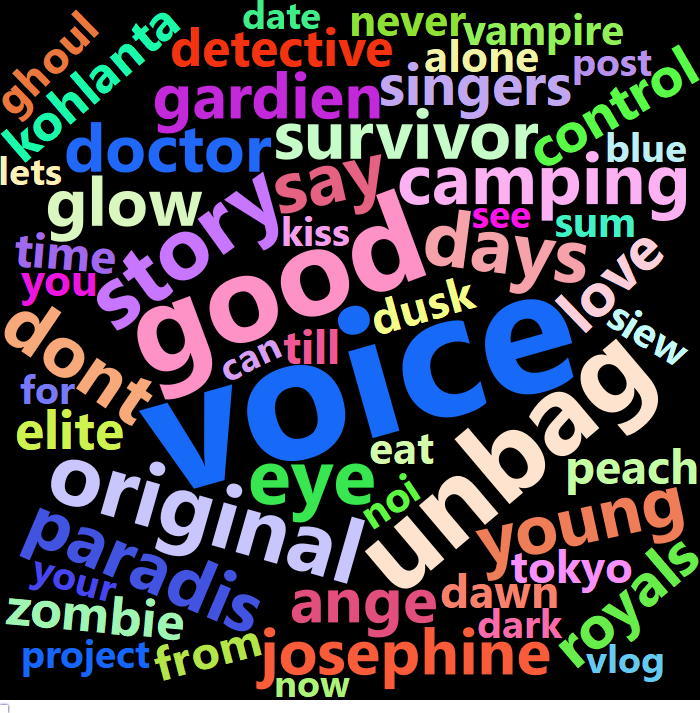 date
never
vampire
ghoul
kohlanta
detective
alone
post
gardien
singers
control
doctor
survivor
blue
lets
glow
say
camping
story
kiss
see
sum
time
you
good
days
love
siew
dusk
dont
can
till
voice
for
elite
eye
eat
unbag
peach
original
noi
young
paradis
your
tokyo
zombie
ange
dawn
royals
dark
project
from
josephine
vlog
now